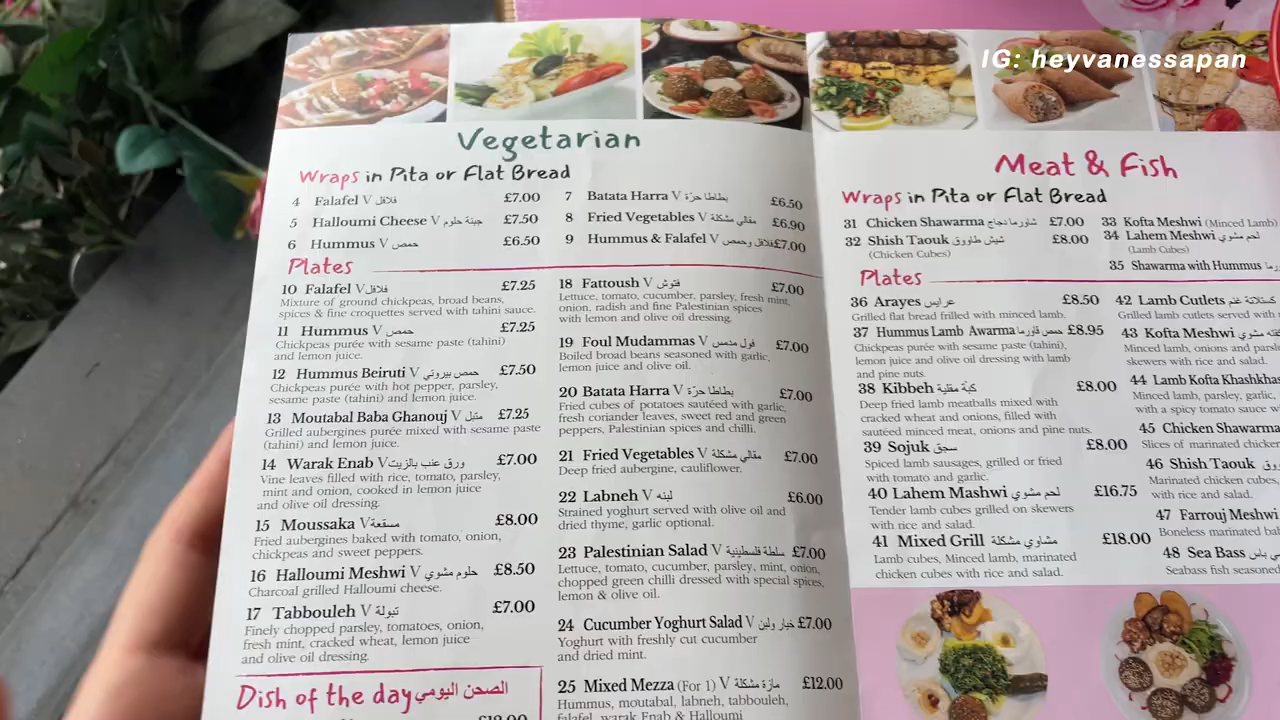 IG: heyvanessapan
Vegetarian
Wraps in Pita or Flat Bread
4 Falafel V فلافل £7.00
5 Halloumi Cheese V جبنة حلوم £7.50
6 Hummus V حمص £6.50
7 Batata Harra V بطاطا حرّة £6.50
8 Fried Vegetables V مقالي مشكلة £6.90
9 Hummus & Falafel V فلافل وحمص £7.00
Plates
10 Falafel V فلافل £7.25
Mixture of ground chickpeas, broad beans,
spices & fine croquettes served with tahini sauce.
11 Hummus V حمص £7.25
Chickpeas purée with sesame paste (tahini)
and lemon juice.
12 Hummus Beiruti V حمص بيروتي £7.50
Chickpeas purée with hot pepper, parsley,
sesame paste (tahini) and lemon juice.
13 Moutabal Baba Ghanouj V متبل £7.25
Grilled aubergines purée mixed with sesame paste
(tahini) and lemon juice.
14 Warak Enab V ورق عنب بالزيت £7.00
Vine leaves filled with rice, tomato, parsley,
mint and onion, cooked in lemon juice
and olive oil dressing.
15 Moussaka V مسقعة £8.00
Fried aubergines baked with tomato, onion,
chickpeas and sweet peppers.
16 Halloumi Meshwi V حلوم مشوي £8.50
Charcoal grilled Halloumi cheese.
17 Tabbouleh V تبولة £7.00
Finely chopped parsley, tomatoes, onion,
fresh mint, cracked wheat, lemon juice
and olive oil dressing.
Dish of the day الصحن اليومي
18 Fattoush V فتوش £7.00
Lettuce, tomato, cucumber, parsley, fresh mint,
onion, radish and fine Palestinian spices
with lemon and olive oil dressing.
19 Foul Mudammas V فول مدمس £7.00
Boiled broad beans seasoned with garlic,
lemon juice and olive oil.
20 Batata Harra V بطاطا حرّة £7.00
Fried cubes of potatoes sautéed with garlic,
fresh coriander leaves, sweet red and green
peppers, Palestinian spices and chilli.
21 Fried Vegetables V مقالي مشكلة £7.00
Deep fried aubergine, cauliflower.
22 Labneh V لبنه £6.00
Strained yoghurt served with olive oil and
dried thyme, garlic optional.
23 Palestinian Salad V سلطة فلسطينية £7.00
Lettuce, tomato, cucumber, parsley, mint, onion,
chopped green chilli dressed with special spices,
lemon & olive oil.
24 Cucumber Yoghurt Salad V خيار ولبن £7.00
Yoghurt with freshly cut cucumber
and dried mint.
25 Mixed Mezza (For 1) V مازة مشكلة £12.00
Hummus, moutabal, labneh, tabbouleh,
falafel, warak Enab & Halloumi
Meat & Fish
Wraps in Pita or Flat Bread
31 Chicken Shawarma شاورما دجاج £7.00
32 Shish Taouk شيش طاووق £8.00
(Chicken Cubes)
33 Kofta Meshwi (Minced Lamb)
34 Lahem Meshwi لحم مشوي
(Lamb Cubes)
35 Shawarma with Hummus
Plates
36 Arayes عرايس £8.50
Grilled flat bread frilled with minced lamb.
37 Hummus Lamb Awarma حمص قاورما £8.95
Chickpeas purée with sesame paste (tahini),
lemon juice and olive oil dressing with lamb
and pine nuts.
38 Kibbeh كبّة مقلية £8.00
Deep fried lamb meatballs mixed with
cracked wheat and onions, filled with
sautéed minced meat, onions and pine nuts.
39 Sojuk سجق £8.00
Spiced lamb sausages, grilled or fried
with tomato and garlic.
40 Lahem Mashwi لحم مشوي £16.75
Tender lamb cubes grilled on skewers
with rice and salad.
41 Mixed Grill مشاوي مشكلة £18.00
Lamb cubes, Minced lamb, marinated
chicken cubes with rice and salad.
42 Lamb Cutlets كستلاتة غنم
Grilled lamb cutlets served with
43 Kofta Meshwi كفته مشوي
Minced lamb, onions and
skewers with rice and salad.
44 Lamb Kofta
Minced lamb, parsley, garlic,
with a spicy tomato sauce
45 Chicken Shawarma
Slices of marinated
46 Shish Taouk
Marinated chicken cubes,
with rice and salad.
47 Farrouj Meshwi
Boneless marinated
48 Sea Bass
Seabass fish seasoned